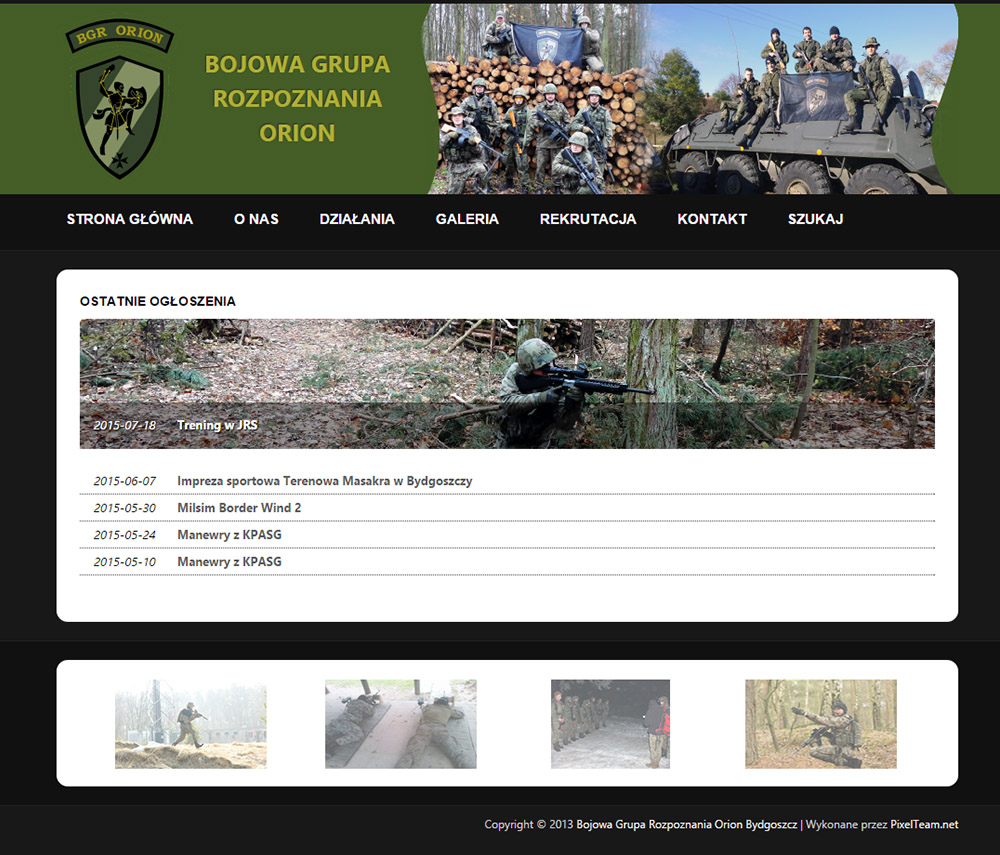 BGR ORION
BOJOWA GRUPA
ROZPOZNANIA
ORION
STRONA GŁÓWNA O NAS DZIAŁANIA GALERIA REKRUTACJA KONTAKT SZUKAJ
OSTATNIE OGŁOSZENIA
2015-07-18 Trening w JRS
2015-06-07 Impreza sportowa Terenowa Masakra w Bydgoszczy
2015-05-30 Milsim Border Wind 2
2015-05-24 Manewry z KPASG
2015-05-10 Manewry z KPASG
Copyright © 2013 Bojowa Grupa Rozpoznania Orion Bydgoszcz | Wykonane przez PixelTeam.net